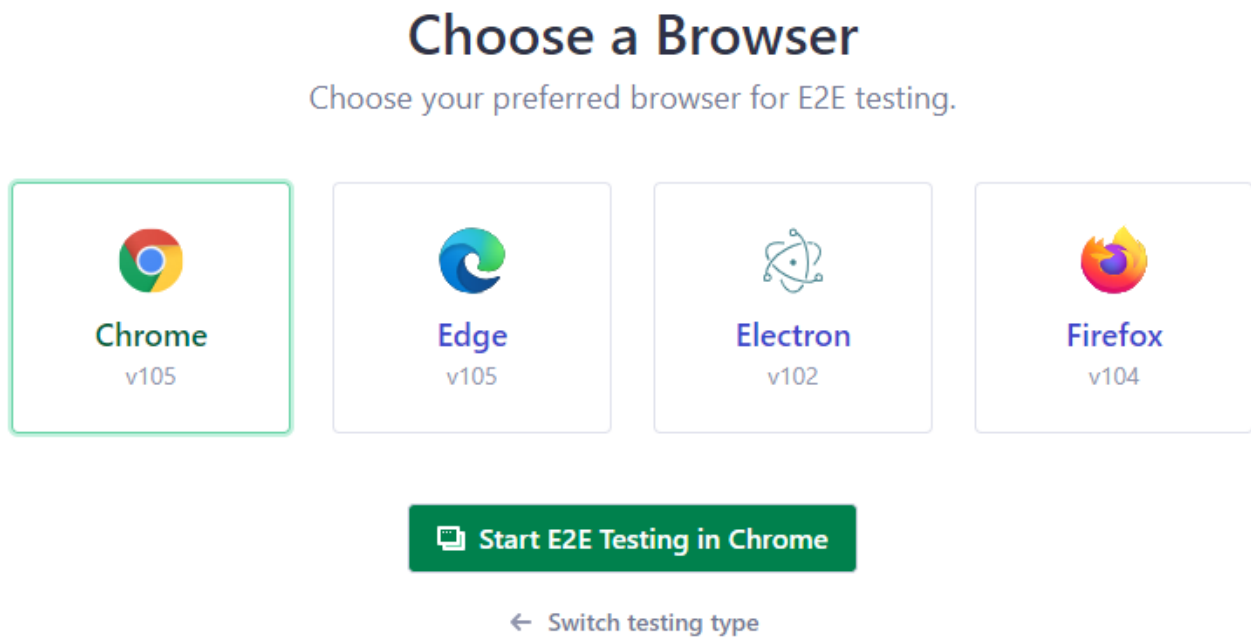 Choose a Browser
Choose your preferred browser for E2E testing.
Chrome
v105
Edge
v105
Electron
v102
Firefox
v104
Start E2E Testing in Chrome
← Switch testing type